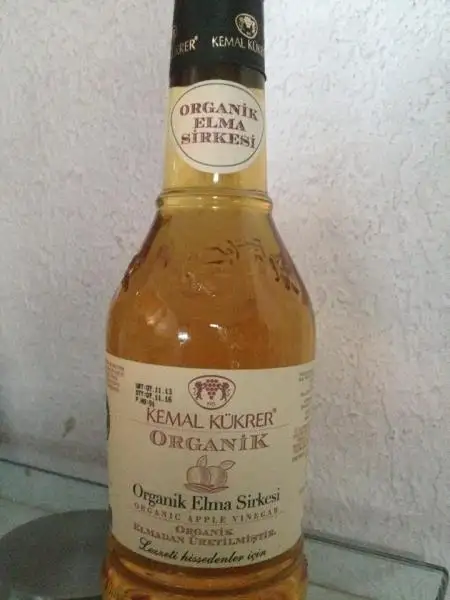 KEMAL KÜKRER
ORGANİK
ELMA
SİRKESİ
KEMAL KÜKRER®
ORGANİK
Organik Elma Sirkesi
ORGANIC APPLE VINEGAR
ORGANİK
ELMADAN ÜRETİLMİŞTİR.
Lezzeti hissedenler için